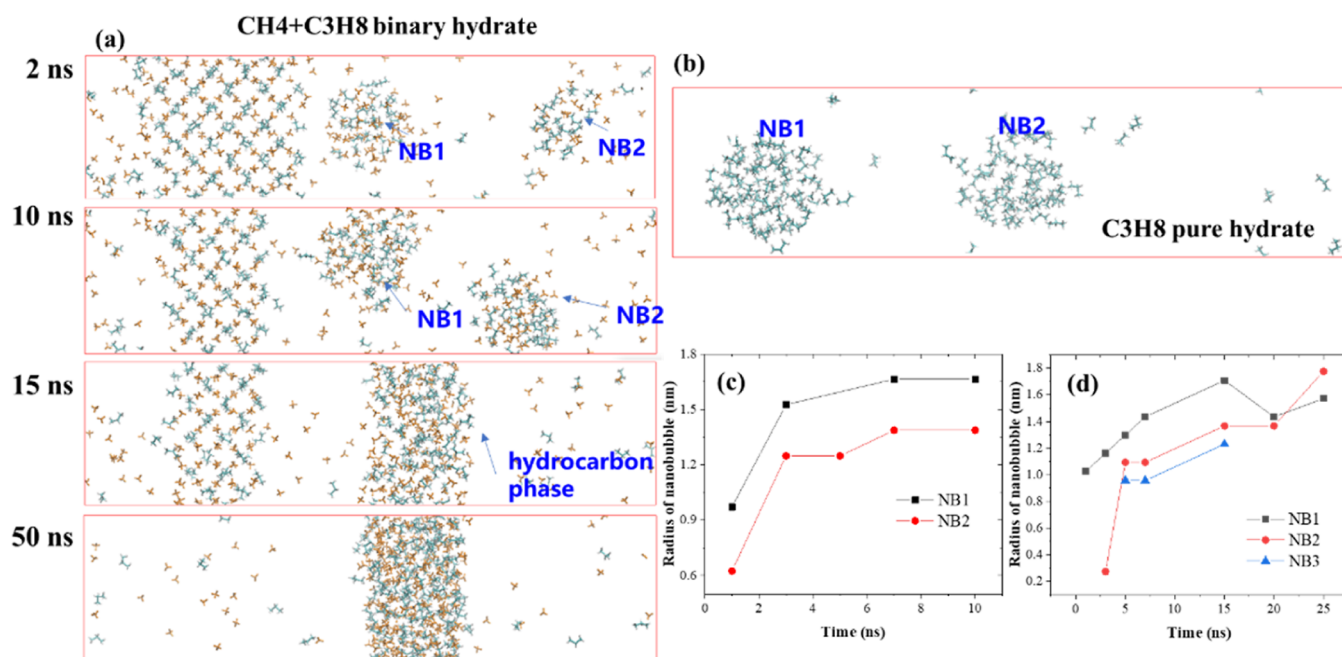 CH4+C3H8 binary hydrate
(a)
2 ns
NB1
NB2
10 ns
NB1
NB2
15 ns
hydrocarbon
phase
50 ns
(b)
NB1
NB2
C3H8 pure hydrate
(c)
Radius of nanobubble (nm)
1.8
1.5
1.2
0.9
0.6
NB1
NB2
0 2 4 6 8 10
Time (ns)
(d)
Radius of nanobubble (nm)
1.8
1.6
1.4
1.2
1.0
0.8
0.6
0.4
0.2
NB1
NB2
NB3
0 5 10 15 20 25
Time (ns)